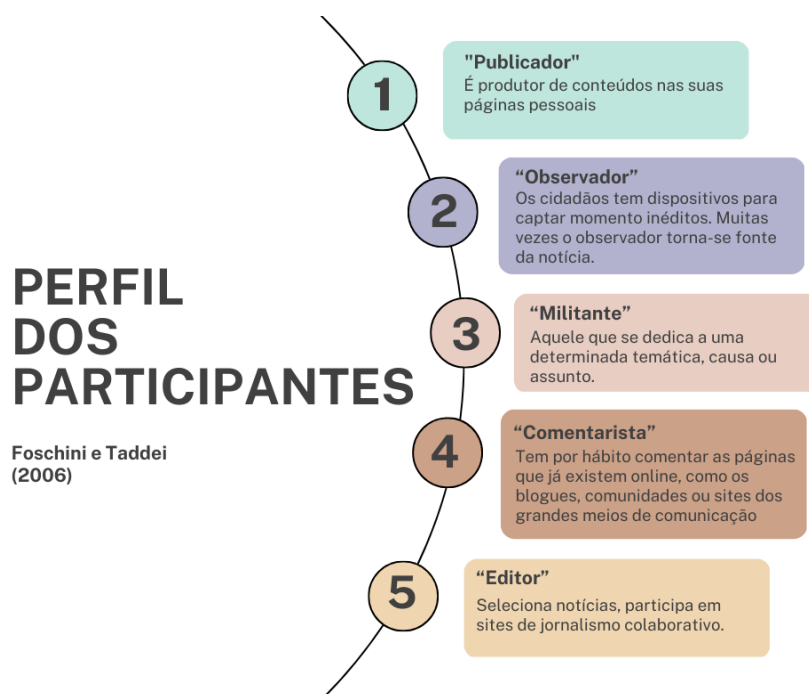 PERFIL
DOS
PARTICIPANTES
Foschini e Taddei
(2006)
1
"Publicador"
É produtor de conteúdos nas suas
páginas pessoais
2
“Observador”
Os cidadãos tem dispositivos para
captar momento inéditos. Muitas
vezes o observador torna-se fonte
da notícia.
3
“Militante”
Aquele que se dedica a uma
determinada temática, causa ou
assunto.
4
“Comentarista”
Tem por hábito comentar as páginas
que já existem online, como os
blogues, comunidades ou sites dos
grandes meios de comunicação
5
“Editor”
Seleciona notícias, participa em
sites de jornalismo colaborativo.